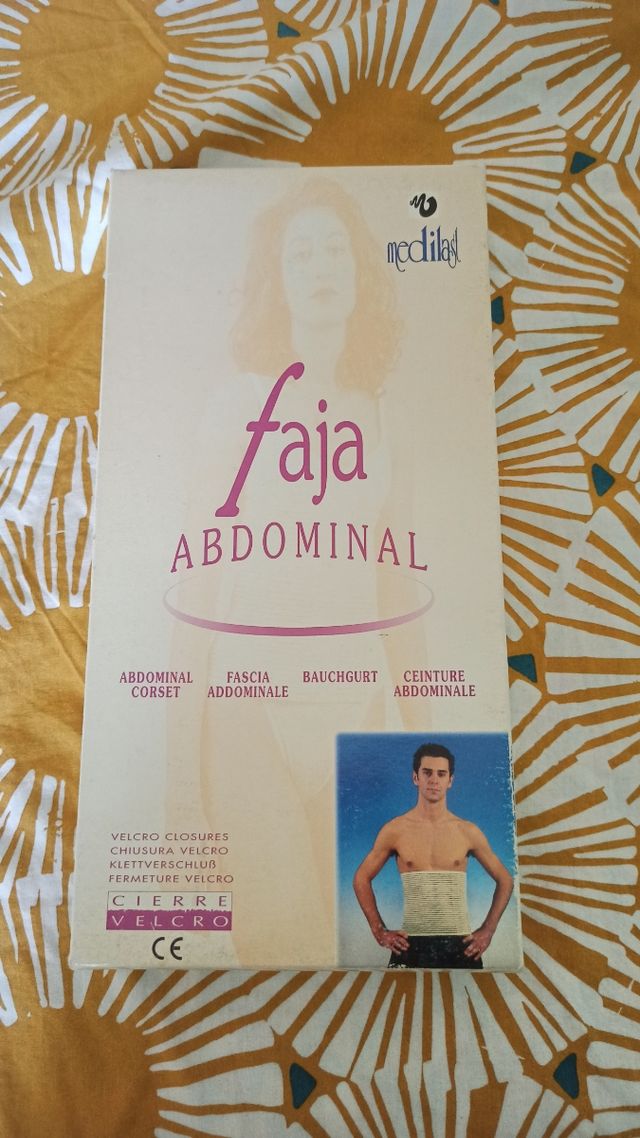 medilast
faja
ABDOMINAL
ABDOMINAL CORSET
FASCIA ADDOMINALE
BAUCHGURT
CEINTURE ABDOMINALE
VELCRO CLOSURES
CHIUSURA VELCRO
KLETTVERSCHLUß
FERMETURE VELCRO
CIERRE
VELCRO
CE